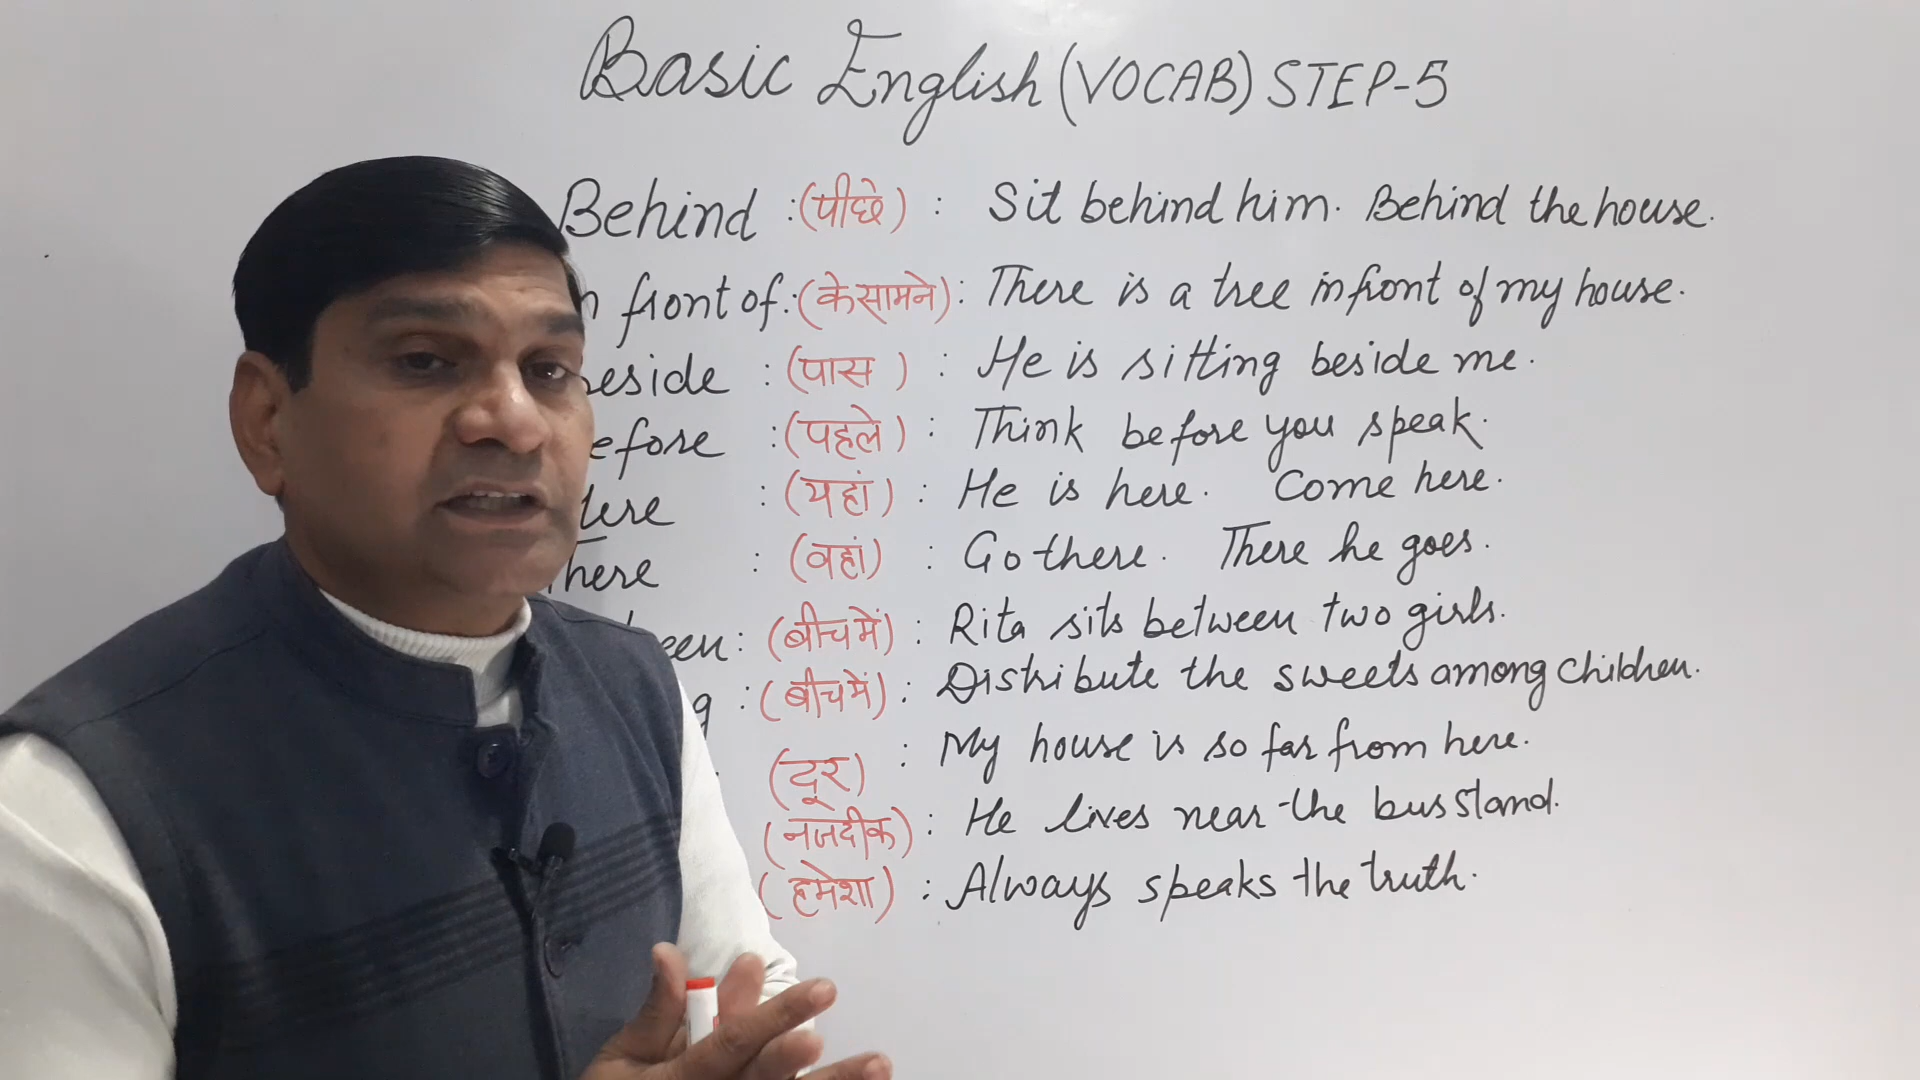 Basic English (VOCAB) STEP-5
Behind : (पीछे) : Sit behind him. Behind the house.
n front of : (के सामने) : There is a tree in front of my house.
eside : (पास) : He is sitting beside me.
efore : (पहले) : Think before you speak.
Here : (यहां) : He is here. Come here.
There : (वहां) : Go there. There he goes.
een : (बीच में) : Rita sits between two girls.
g : (बीच में) : Distribute the sweets among children.
(दूर) : My house is so far from here.
(नजदीक) : He lives near the bus stand.
(हमेशा) : Always speaks the truth.